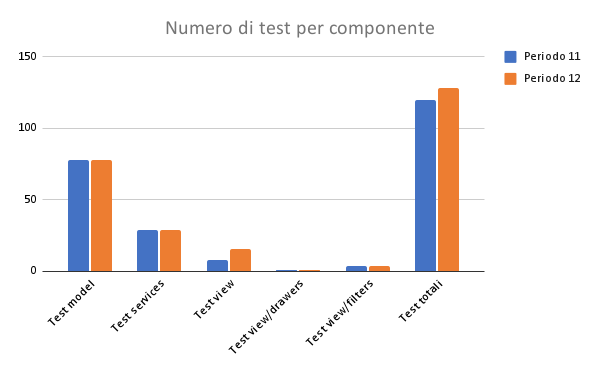 Numero di test per componente
Periodo 11
Periodo 12
150
100
50
0
Test model
Test services
Test view
Test view/drawers
Test view/filters
Test totali